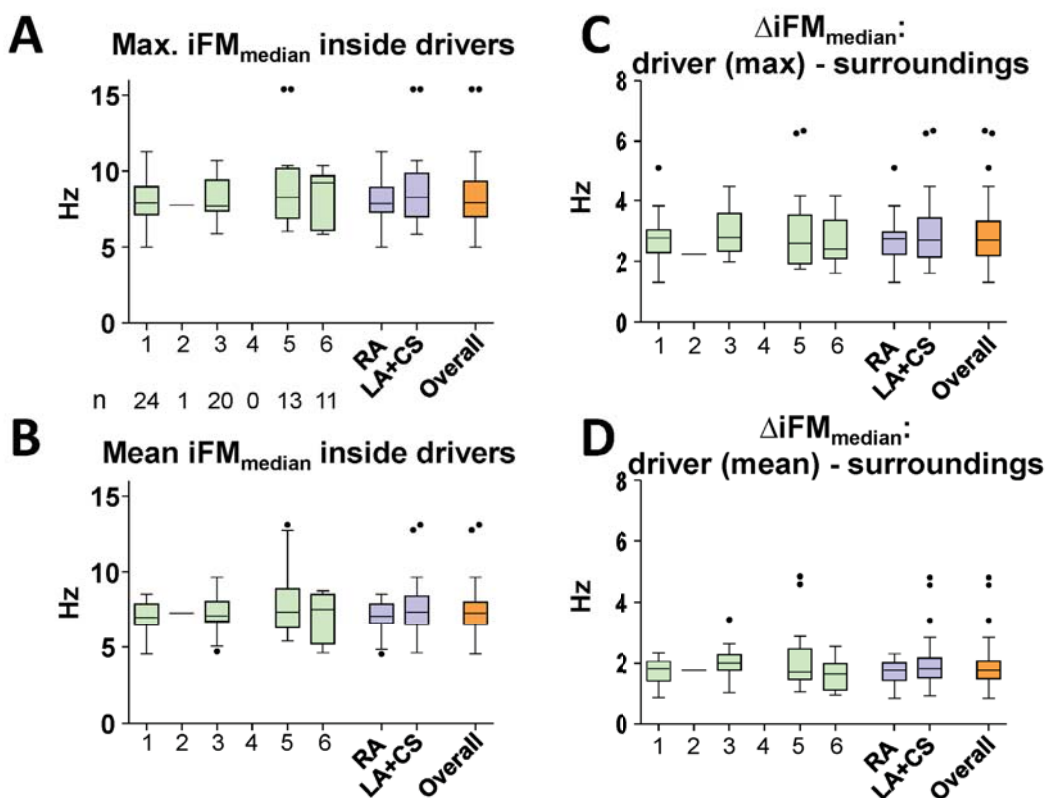 A
Max. iFMmedian inside drivers
Hz
15
10
5
0
1 2 3 4 5 6 RA LA+CS Overall
n 24 1 20 0 13 11
B
Mean iFMmedian inside drivers
Hz
15
10
5
0
1 2 3 4 5 6 RA LA+CS Overall
C
ΔiFMmedian:
driver (max) - surroundings
Hz
8
6
4
2
0
1 2 3 4 5 6 RA LA+CS Overall
D
ΔiFMmedian:
driver (mean) - surroundings
Hz
8
6
4
2
0
1 2 3 4 5 6 RA LA+CS Overall